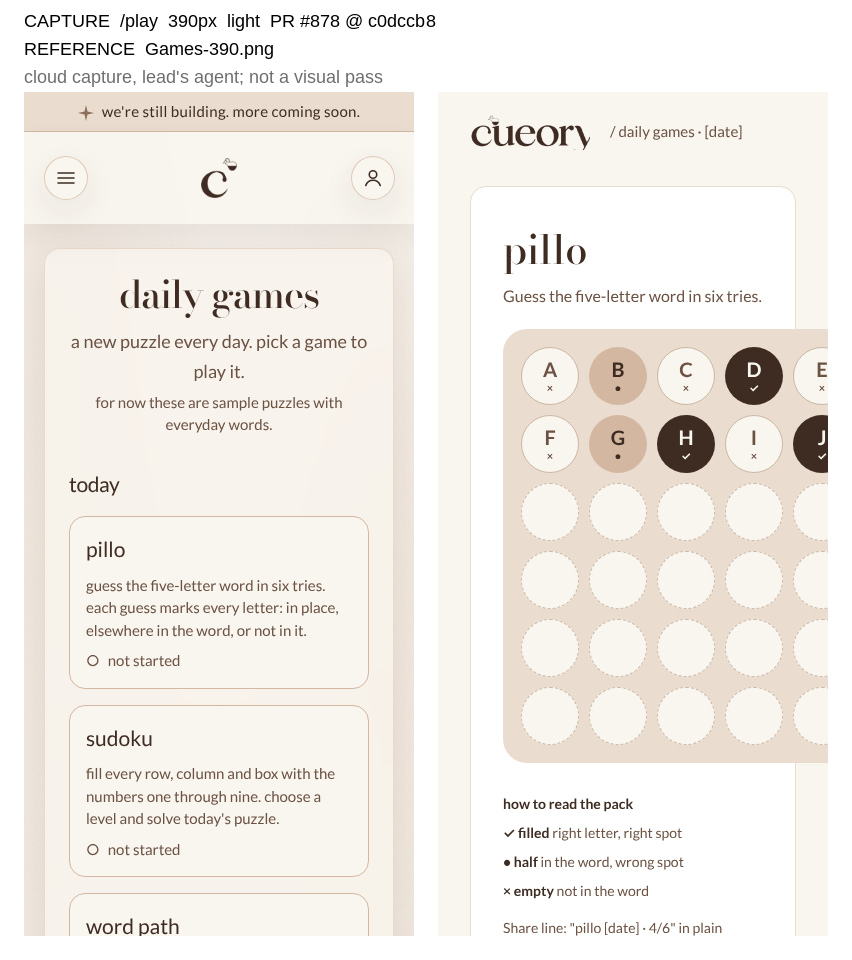 CAPTURE /play 390px light PR #878 @ c0dccb8
REFERENCE Games-390.png
cloud capture, lead's agent; not a visual pass
we're still building. more coming soon.
c
daily games
a new puzzle every day. pick a game to
play it.
for now these are sample puzzles with
everyday words.
today
pillo
guess the five-letter word in six tries.
each guess marks every letter: in place,
elsewhere in the word, or not in it.
not started
sudoku
fill every row, column and box with the
numbers one through nine. choose a
level and solve today's puzzle.
not started
word path
cueory / daily games · [date]
pillo
Guess the five-letter word in six tries.
A B C D E
× • × ✓ ×
F G H I J
× • ✓ × ✓
how to read the pack
✓ filled right letter, right spot
• half in the word, wrong spot
× empty not in the word
Share line: "pillo [date] · 4/6" in plain